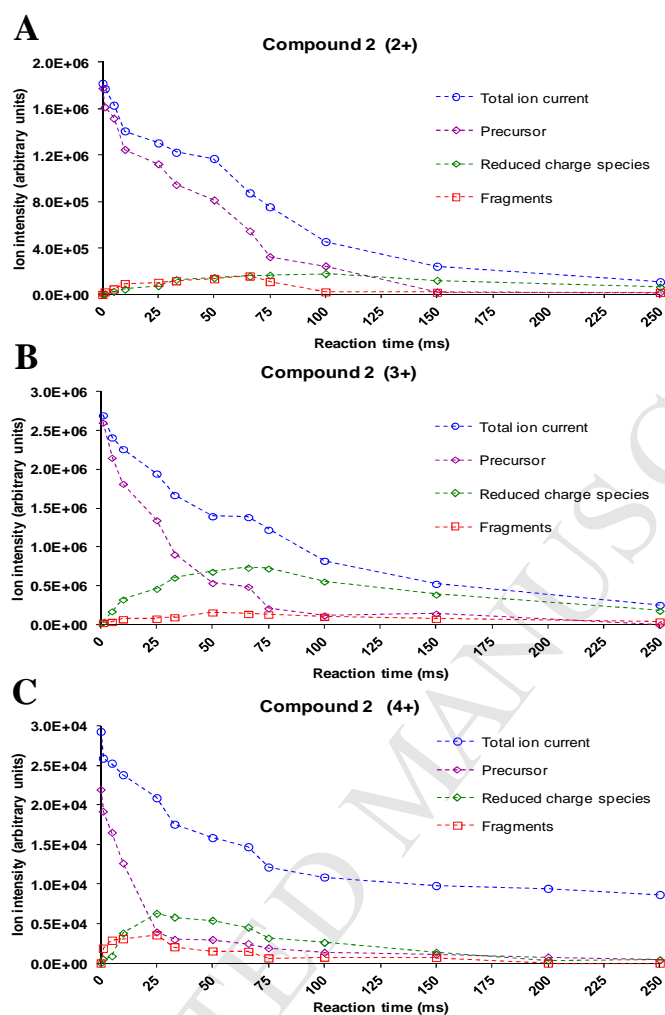 A
Compound 2 (2+)
Ion intensity (arbitrary units)
2.0E+06
1.6E+06
1.2E+06
8.0E+05
4.0E+05
0.0E+00
Total ion current
Precursor
Reduced charge species
Fragments
0 25 50 75 100 125 150 175 200 225 250
Reaction time (ms)
B
Compound 2 (3+)
Ion intensity (arbitrary units)
3.0E+06
2.5E+06
2.0E+06
1.5E+06
1.0E+06
0.5E+06
0.0E+00
Total ion current
Precursor
Reduced charge species
Fragments
0 25 50 75 100 125 150 175 200 225 250
Reaction time (ms)
C
Compound 2 (4+)
Ion intensity (arbitrary units)
3.0E+04
2.5E+04
2.0E+04
1.5E+04
1.0E+04
0.5E+04
0.0E+00
Total ion current
Precursor
Reduced charge species
Fragments
0 25 50 75 100 125 150 175 200 225 250
Reaction time (ms)
TED MANUSC